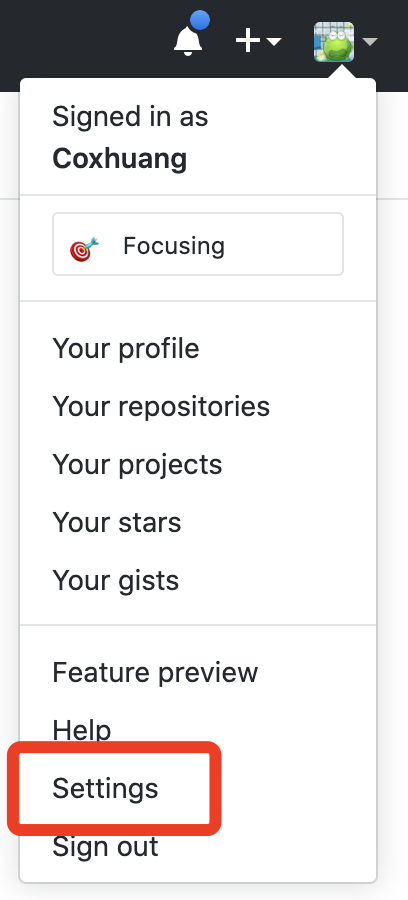 Signed in as
Coxhuang
Focusing
Your profile
Your repositories
Your projects
Your stars
Your gists
Feature preview
Help
Settings
Sign out